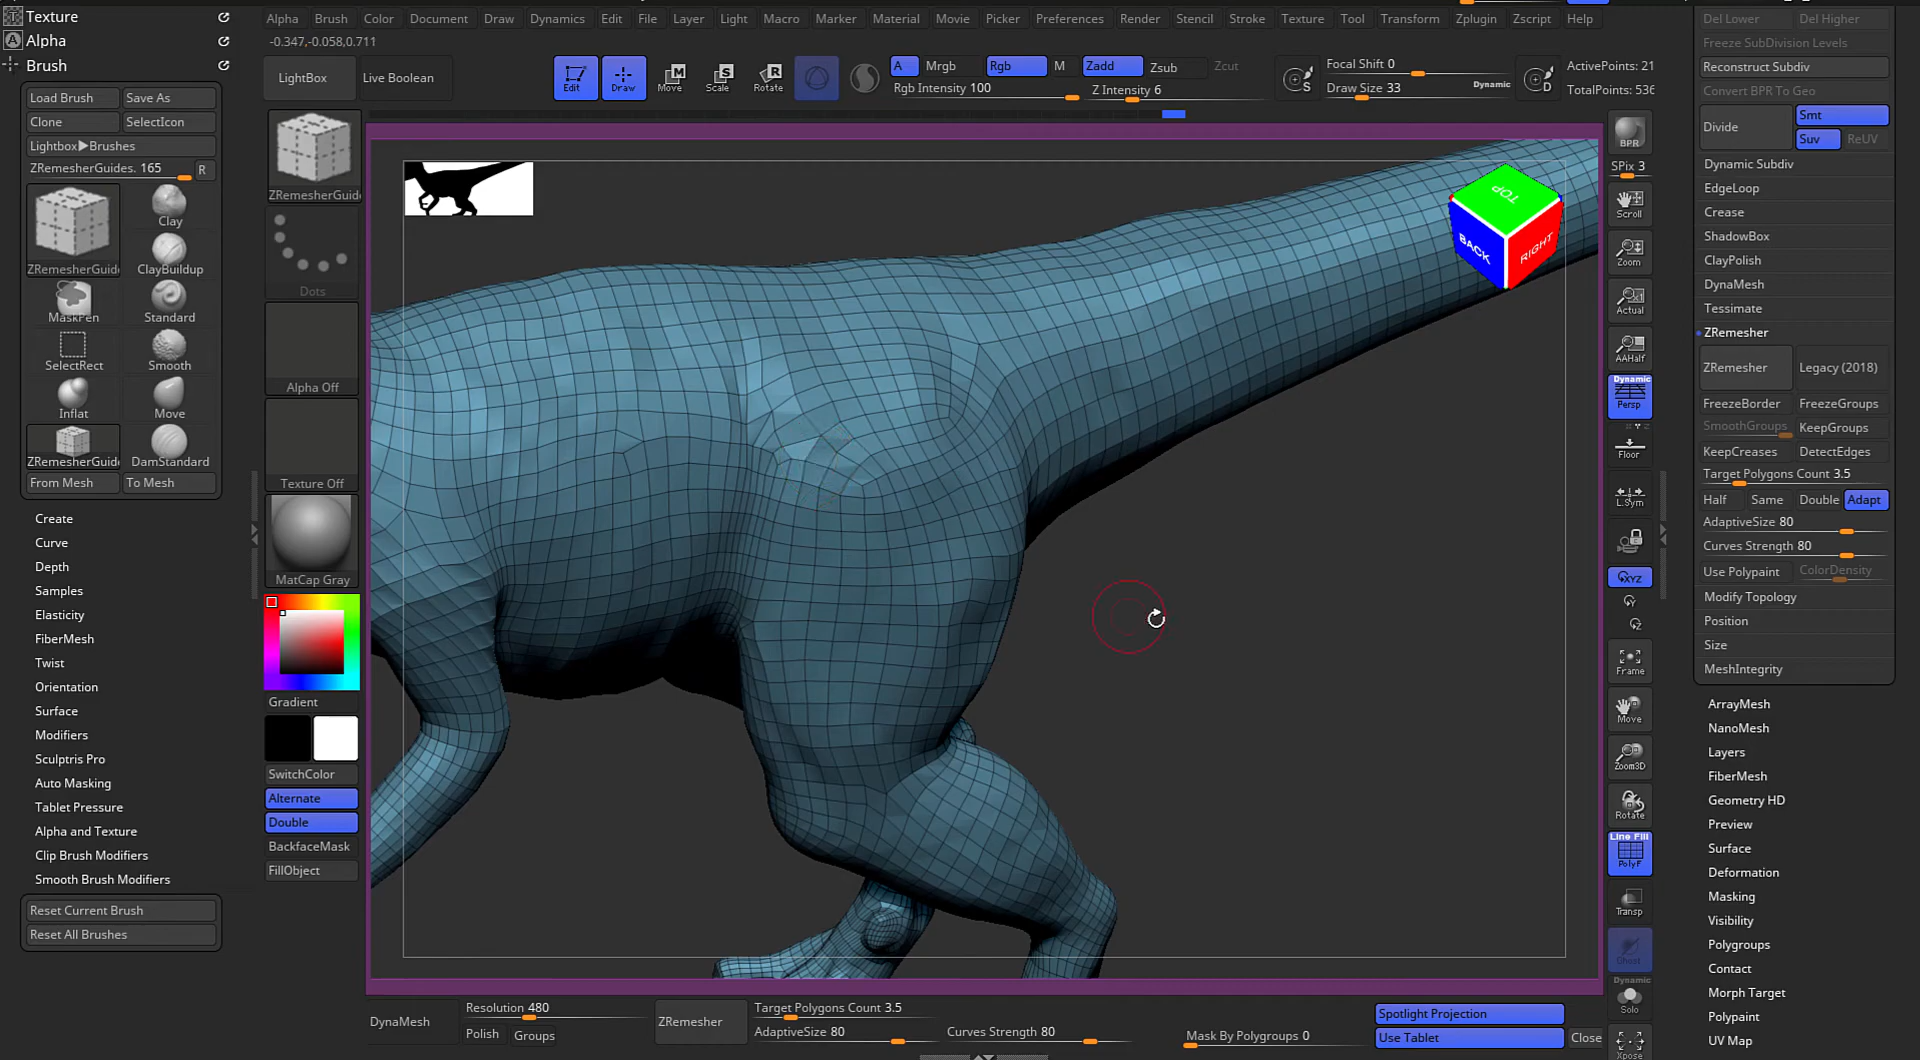 Texture
Alpha
Brush
Load Brush Save As
Clone SelectIcon
Lightbox▶Brushes
ZRemesherGuides. 165 R
ZRemesherGuid
Clay
ClayBuildup
MaskPen Standard
SelectRect Smooth
Inflat Move
ZRemesherGuid DamStandard
From Mesh To Mesh
Create
Curve
Depth
Samples
Elasticity
FiberMesh
Twist
Orientation
Surface
Modifiers
Sculptris Pro
Auto Masking
Tablet Pressure
Alpha and Texture
Clip Brush Modifiers
Smooth Brush Modifiers
Reset Current Brush
Reset All Brushes
Alpha Brush Color Document Draw Dynamics Edit File Layer Light Macro Marker Material Movie Picker Preferences Render Stencil Stroke Texture Tool Transform Zplugin Zscript Help
-0.347,-0.058,0.711
LightBox Live Boolean
Edit Draw Move Scale Rotate
A Mrgb Rgb M Zadd Zsub Zcut
Rgb Intensity 100 Z Intensity 6
Focal Shift 0
Draw Size 33 Dynamic
S D
ActivePoints: 21
TotalPoints: 536
ZRemesherGuid
Dots
Alpha Off
Texture Off
MatCap Gray
Gradient
SwitchColor
Alternate
Double
BackfaceMask
FillObject
TOP
BACK
RIGHT
BPR
SPix 3
Scroll
Zoom
Actual
AAHalf
Dynamic
Persp
Floor
L.Sym
XYZ
Y
Z
Frame
Move
Zoom3D
Rotate
Line Fill
PolyF
Transp
Ghost
Dynamic
Solo
Xpose
Del Lower Del Higher
Freeze SubDivision Levels
Reconstruct Subdiv
Convert BPR To Geo
Divide Smt
Suv ReUV
Dynamic Subdiv
EdgeLoop
Crease
ShadowBox
ClayPolish
DynaMesh
Tessimate
ZRemesher
ZRemesher Legacy (2018)
FreezeBorder FreezeGroups
SmoothGroups KeepGroups
KeepCreases DetectEdges
Target Polygons Count 3.5
Half Same Double Adapt
AdaptiveSize 80
Curves Strength 80
Use Polypaint ColorDensity
Modify Topology
Position
Size
MeshIntegrity
ArrayMesh
NanoMesh
Layers
FiberMesh
Geometry HD
Preview
Surface
Deformation
Masking
Visibility
Polygroups
Contact
Morph Target
Polypaint
UV Map
DynaMesh
Resolution 480
Polish Groups
ZRemesher
Target Polygons Count 3.5
AdaptiveSize 80 Curves Strength 80
Mask By Polygroups 0
Spotlight Projection
Use Tablet Close